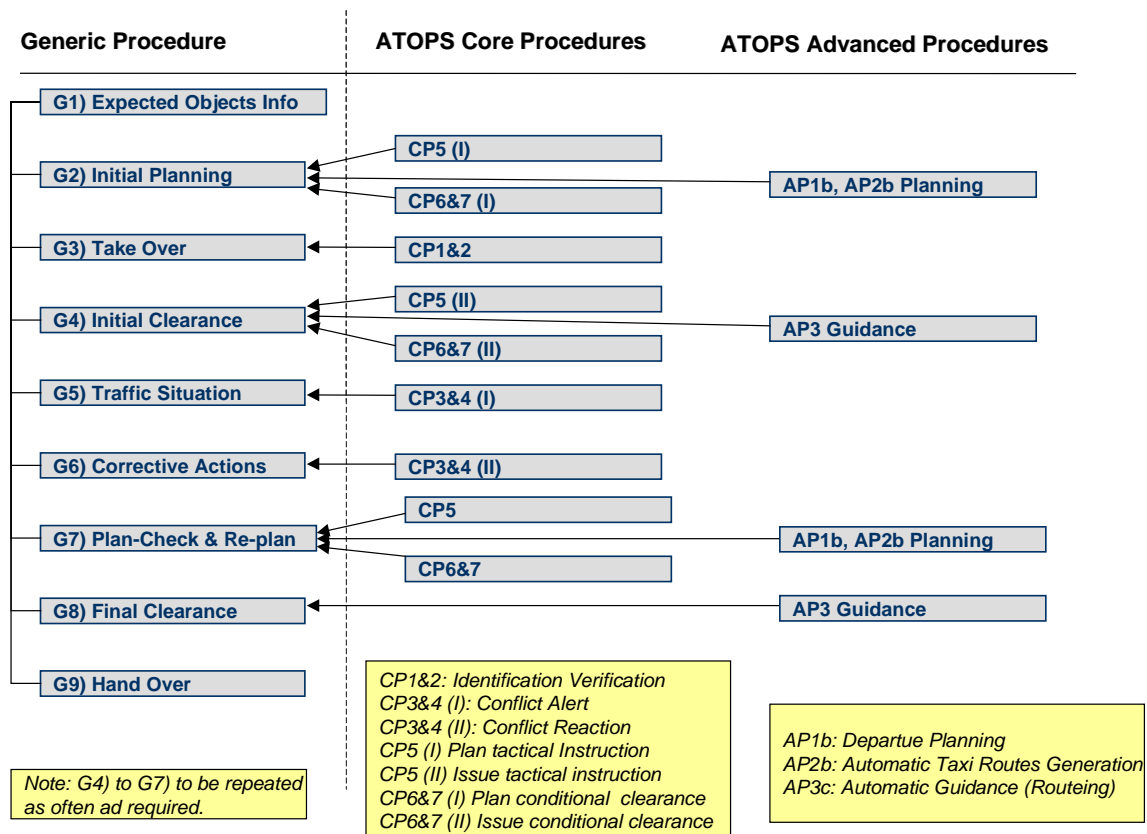 Generic Procedure
ATOPS Core Procedures
ATOPS Advanced Procedures
G1) Expected Objects Info
CP5 (I)
G2) Initial Planning
AP1b, AP2b Planning
CP6&7 (I)
G3) Take Over
CP1&2
CP5 (II)
G4) Initial Clearance
AP3 Guidance
CP6&7 (II)
G5) Traffic Situation
CP3&4 (I)
G6) Corrective Actions
CP3&4 (II)
CP5
G7) Plan-Check & Re-plan
AP1b, AP2b Planning
CP6&7
G8) Final Clearance
AP3 Guidance
G9) Hand Over
CP1&2: Identification Verification
CP3&4 (I): Conflict Alert
CP3&4 (II): Conflict Reaction
CP5 (I) Plan tactical Instruction
CP5 (II) Issue tactical instruction
CP6&7 (I) Plan conditional clearance
CP6&7 (II) Issue conditional clearance
AP1b: Departue Planning
AP2b: Automatic Taxi Routes Generation
AP3c: Automatic Guidance (Routeing)
Note: G4) to G7) to be repeated
as often ad required.